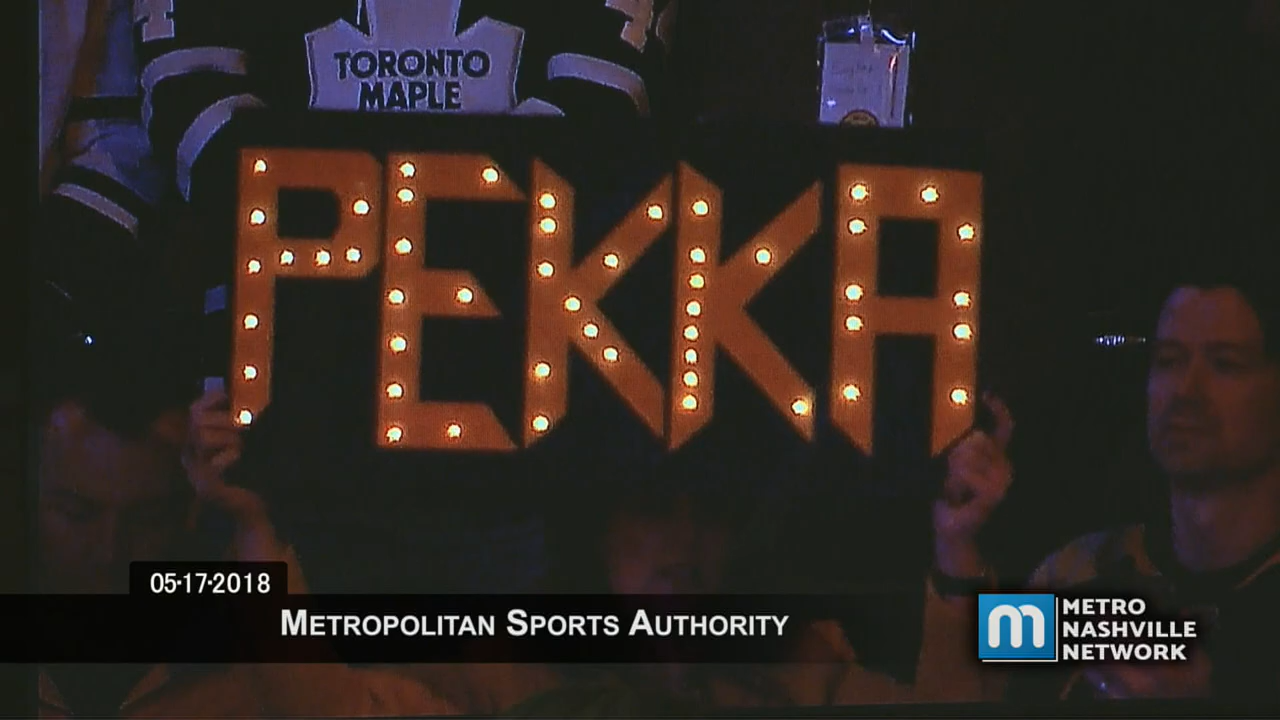 TORONTO
MAPLE
PEKKA
05-17-2018
METROPOLITAN SPORTS AUTHORITY
m METRO
NASHVILLE
NETWORK